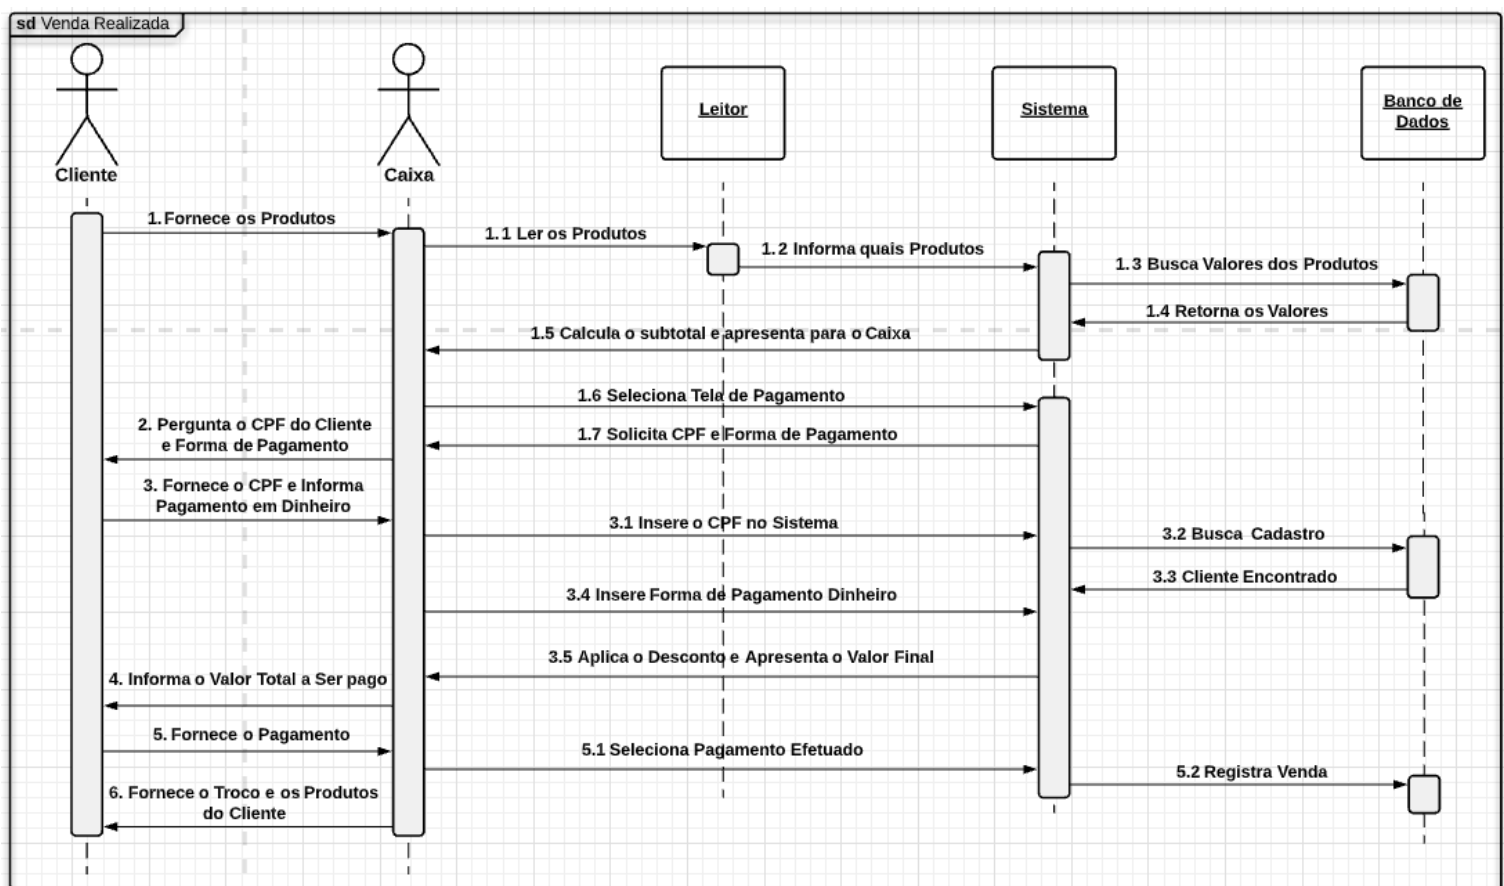 sd Venda Realizada
Cliente
Caixa
Leitor
Sistema
Banco de
Dados
1. Fornece os Produtos
1.1 Ler os Produtos
1.2 Informa quais Produtos
1.3 Busca Valores dos Produtos
1.4 Retorna os Valores
1.5 Calcula o subtotal e apresenta para o Caixa
1.6 Seleciona Tela de Pagamento
1.7 Solicita CPF e Forma de Pagamento
2. Pergunta o CPF do Cliente
e Forma de Pagamento
3. Fornece o CPF e Informa
Pagamento em Dinheiro
3.1 Insere o CPF no Sistema
3.2 Busca Cadastro
3.3 Cliente Encontrado
3.4 Insere Forma de Pagamento Dinheiro
3.5 Aplica o Desconto e Apresenta o Valor Final
4. Informa o Valor Total a Ser pago
5. Fornece o Pagamento
5.1 Seleciona Pagamento Efetuado
5.2 Registra Venda
6. Fornece o Troco e os Produtos
do Cliente